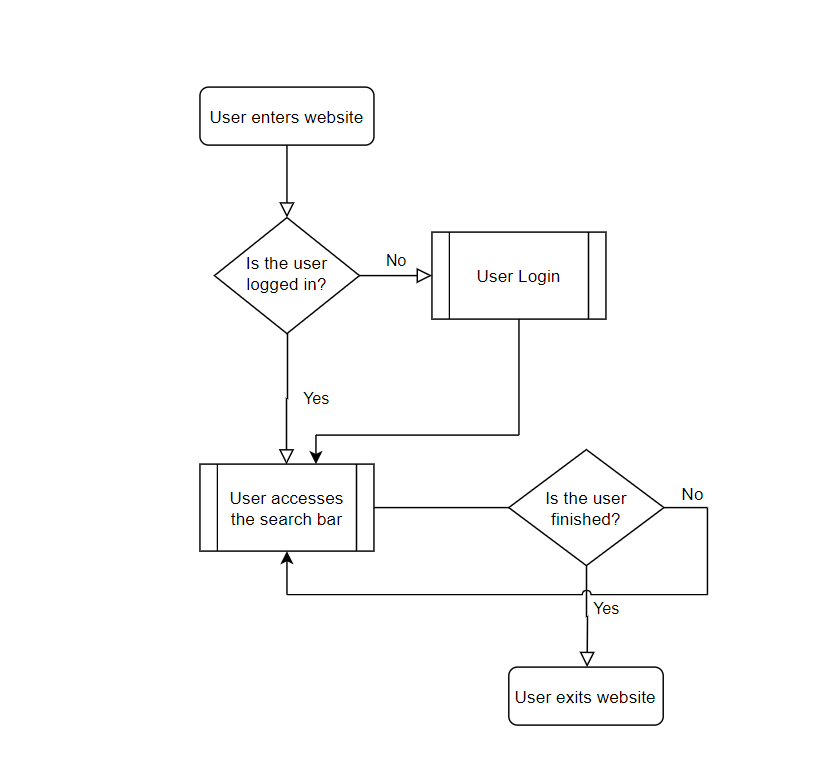 User enters website
Is the user
logged in?
No
User Login
Yes
User accesses
the search bar
Is the user
finished?
No
Yes
User exits website